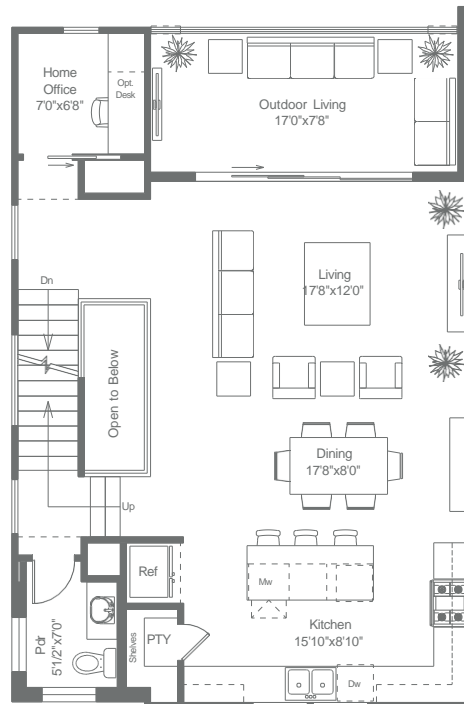 Home
Office
7'0"x6'8"
Opt.
Desk
Outdoor Living
17'0"x7'8"
Living
17'8"x12'0"
Dn
Open to Below
Dining
17'8"x8'0"
Up
Ref
Mw
Pdr
5'1/2"x7'0"
Shelves
PTY
Kitchen
15'10"x8'10"
Dw